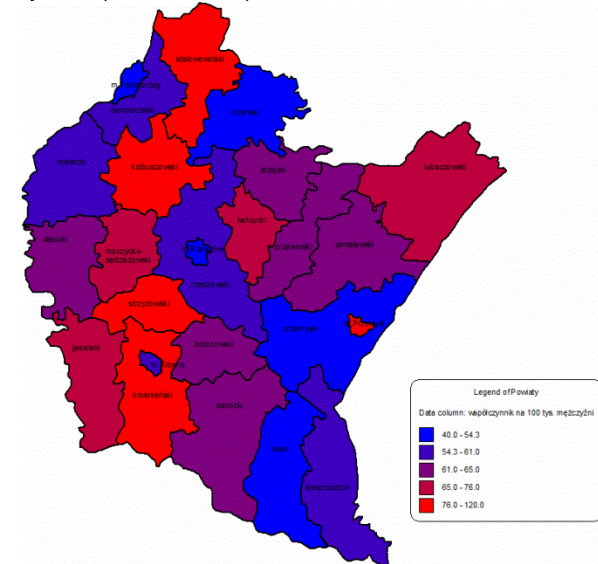 stalowowolski
tarnobrzeski
mielecki
kolbuszowski
leżajski
lubaczowski
łańcucki
dębicki
ropczycko-
sędziszowski
przeworski
jarosławski
rzeszowski
strzyżowski
przemyski
jasielski
brzozowski
krośnieński
sanocki
leski
bieszczadzki
Legend of Powiaty
Data column: współczynnik na 100 tys. mężczyźni
40.0 - 54.3
54.3 - 61.0
61.0 - 65.0
65.0 - 76.0
76.0 - 120.0